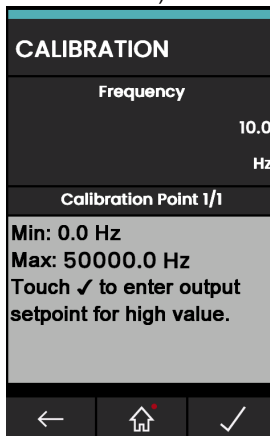 CALIBRATION
Frequency
10.0
Hz
Calibration Point 1/1
Min: 0.0 Hz
Max: 50000.0 Hz
Touch ✓ to enter output
setpoint for high value.